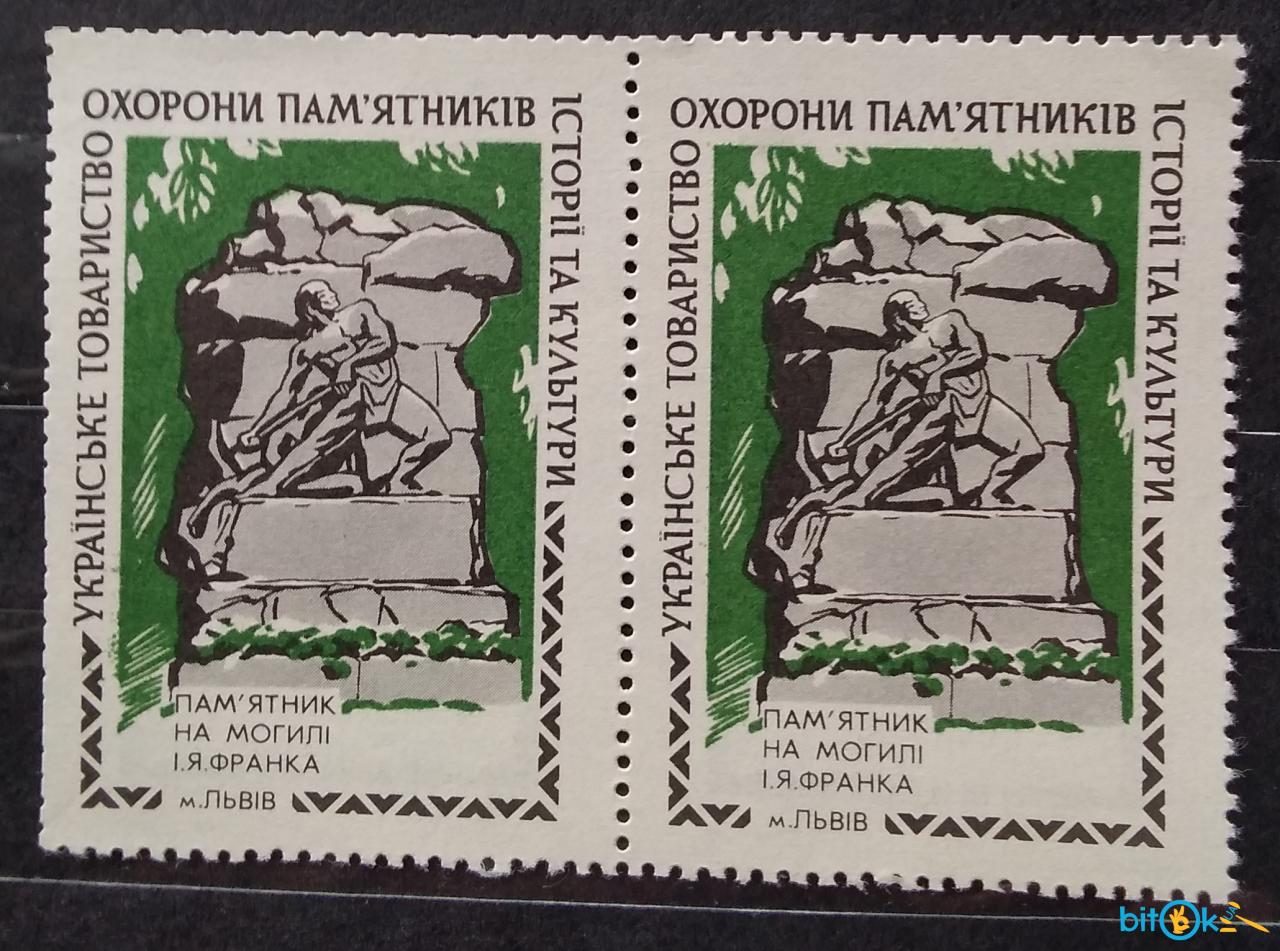 УКРАЇНСЬКЕ ТОВАРИСТВО
ОХОРОНИ ПАМ'ЯТНИКІВ
ІСТОРІЇ ТА КУЛЬТУРИ
ПАМ'ЯТНИК
НА МОГИЛІ
І.Я.ФРАНКА
м.ЛЬВІВ
УКРАЇНСЬКЕ ТОВАРИСТВО
ОХОРОНИ ПАМ'ЯТНИКІВ
ІСТОРІЇ ТА КУЛЬТУРИ
ПАМ'ЯТНИК
НА МОГИЛІ
І.Я.ФРАНКА
м.ЛЬВІВ
bitOk